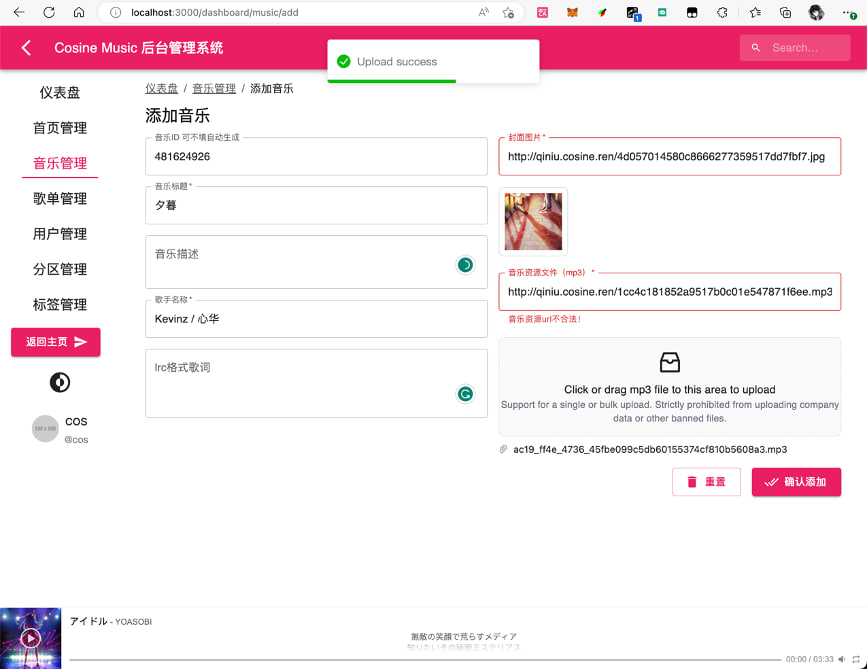 localhost:3000/dashboard/music/add
Cosine Music 后台管理系统
Upload success
Search…
仪表盘
首页管理
音乐管理
歌单管理
用户管理
分区管理
标签管理
返回主页
COS
@cos
仪表盘 / 音乐管理 / 添加音乐
添加音乐
音乐ID 可不填自动生成
481624926
音乐标题*
夕暮
音乐描述
歌手名称*
Kevinz / 心华
lrc格式歌词
封面图片*
http://qiniu.cosine.ren/4d057014580c8666277359517dd7fbf7.jpg
音乐资源文件（mp3）*
http://qiniu.cosine.ren/1cc4c181852a9517b0c01e547871f6ee.mp3
音乐资源url不合法！
Click or drag mp3 file to this area to upload
Support for a single or bulk upload. Strictly prohibited from uploading company
data or other banned files.
ac19_ff4e_4736_45fbe099c5db60155374cf810b5608a3.mp3
重置
确认添加
アイドル - YOASOBI
無敵の笑顔で荒らすメディア
知りたいその秘密ミステリアス
00:00 / 03:33